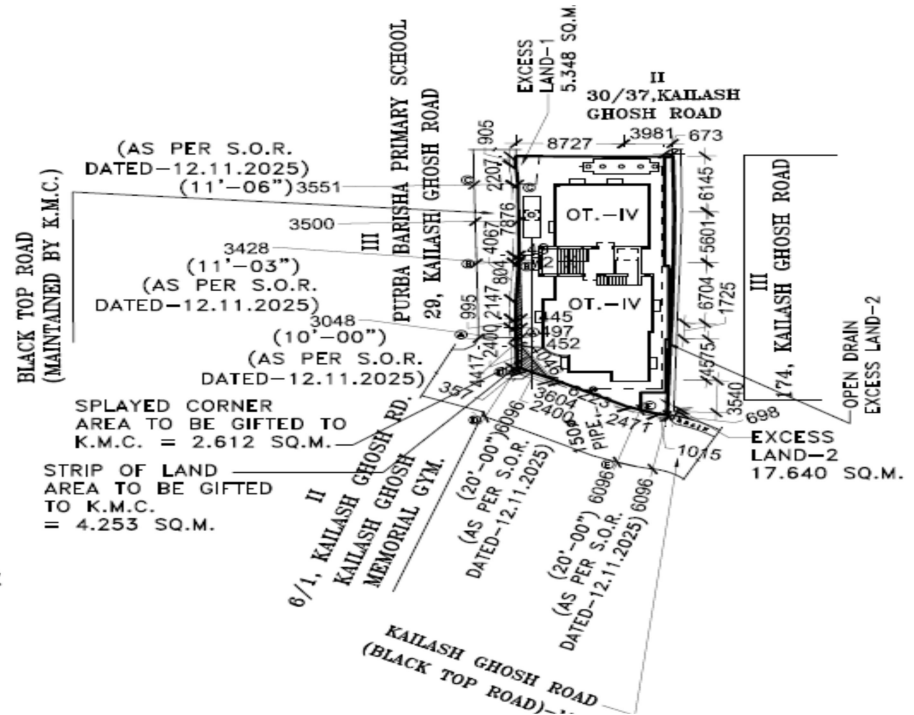 EXCESS
LAND-1
5.348 SQ.M.
II
30/37,KAILASH
GHOSH ROAD
III
PURBA BARISHA PRIMARY SCHOOL
29, KAILASH GHOSH ROAD
905
8727
3981
673
(AS PER S.O.R.
DATED-12.11.2025)
(11'-06")
3551
2207
6145
3500
7876
4067
OT.-IV
5601
BLACK TOP ROAD
(MAINTAINED BY K.M.C.)
3428
(11'-03")
(AS PER S.O.R.
DATED-12.11.2025)
804
6704
1725
III
174, KAILASH GHOSH ROAD
995
2147
OT.-IV
3048
(10'-00")
(AS PER S.O.R.
DATED-12.11.2025)
2400
445
497
452
4417
4575
357
3604
2400
2471
3540
698
1015
PIPE
OPEN DRAIN
EXCESS LAND-2
SPLAYED CORNER
AREA TO BE GIFTED TO
K.M.C. = 2.612 SQ.M.
STRIP OF LAND
AREA TO BE GIFTED
TO K.M.C.
= 4.253 SQ.M.
EXCESS
LAND-2
17.640 SQ.M.
II
6/1, KAILASH GHOSH RD.
KAILASH GHOSH
MEMORIAL GYM.
(20'-00") 6096
(AS PER S.O.R.
DATED-12.11.2025)
(20'-00") 6096
(AS PER S.O.R.
DATED-12.11.2025)
6096
KAILASH GHOSH ROAD
(BLACK TOP ROAD)